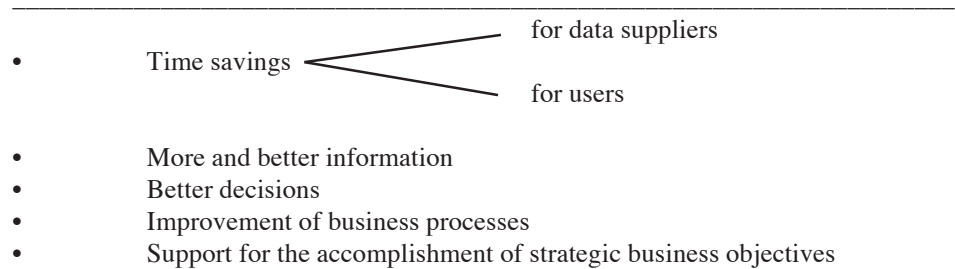 for data suppliers
• Time savings
for users
• More and better information
• Better decisions
• Improvement of business processes
• Support for the accomplishment of strategic business objectives